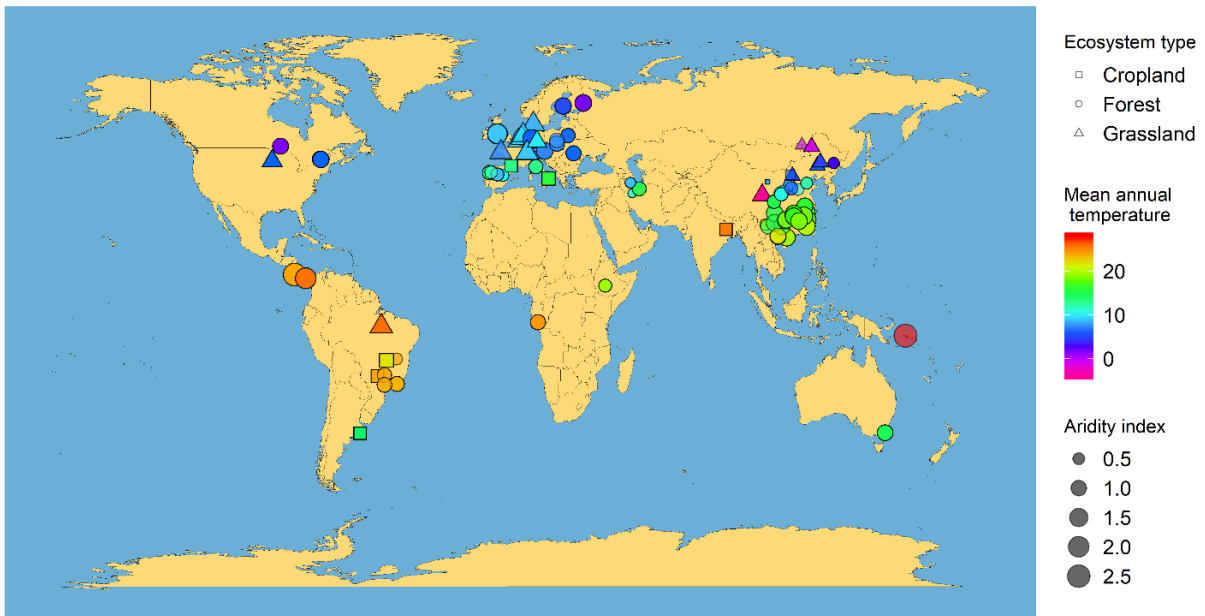 Ecosystem type
Cropland
Forest
Grassland
Mean annual
temperature
20
10
0
Aridity index
0.5
1.0
1.5
2.0
2.5